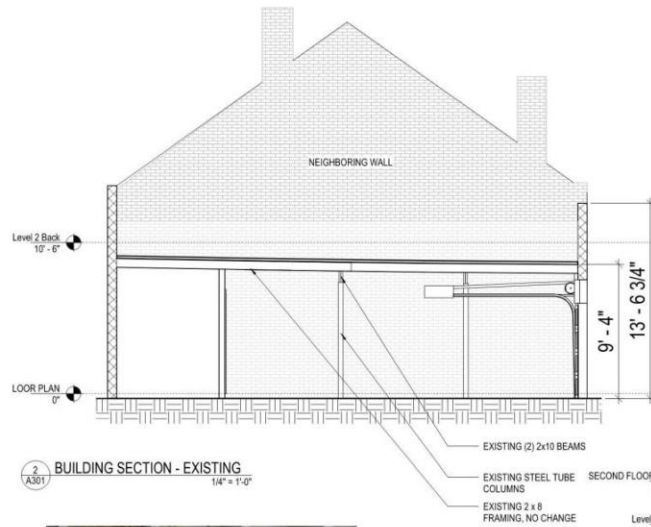 NEIGHBORING WALL
Level 2 Back
10' - 6"
9' - 4"
13' - 6 3/4"
LOOR PLAN
0"
EXISTING (2) 2x10 BEAMS
2
A301
BUILDING SECTION - EXISTING
1/4" = 1'-0"
EXISTING STEEL TUBE
COLUMNS
SECOND FLOOR
EXISTING 2 x 8
FRAMING, NO CHANGE
Level